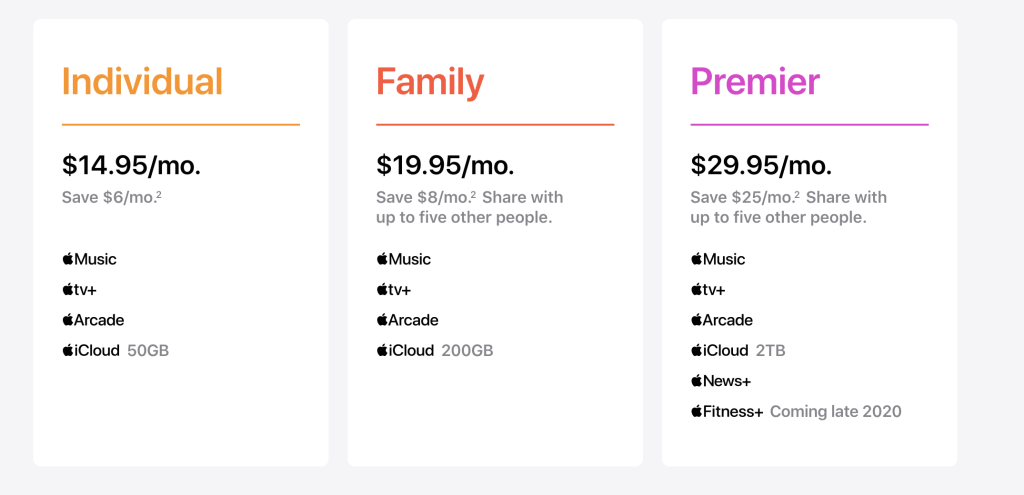 Individual
$14.95/mo.
Save $6/mo.²
Music
tv+
Arcade
iCloud 50GB
Family
$19.95/mo.
Save $8/mo.² Share with
up to five other people.
Music
tv+
Arcade
iCloud 200GB
Premier
$29.95/mo.
Save $25/mo.² Share with
up to five other people.
Music
tv+
Arcade
iCloud 2TB
News+
Fitness+ Coming late 2020